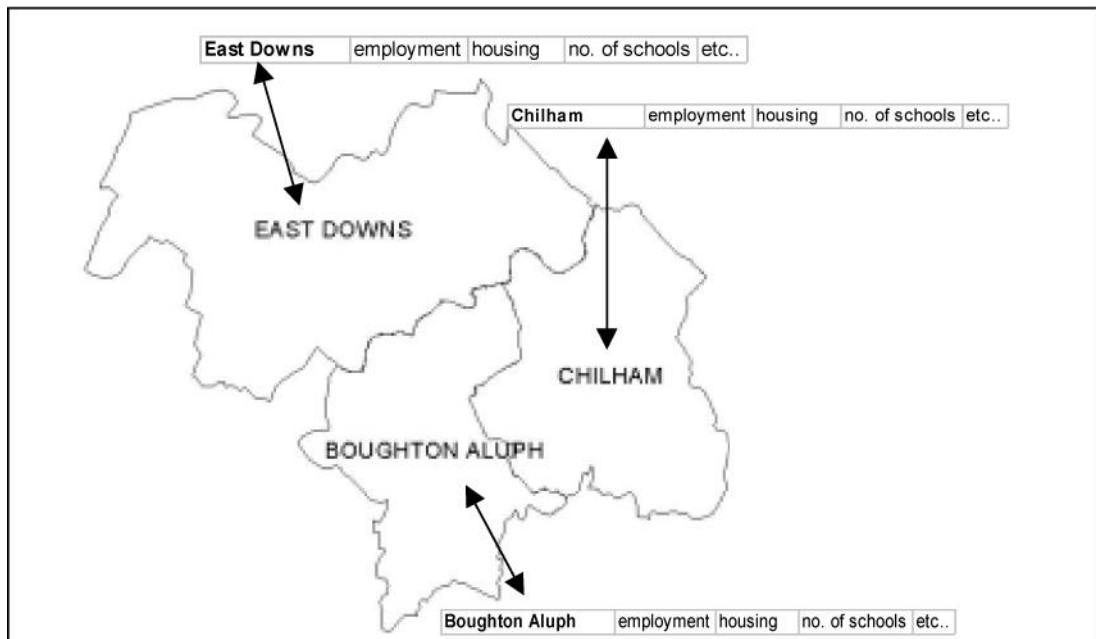 East Downs employment housing no. of schools etc..
Chilham employment housing no. of schools etc..
EAST DOWNS
CHILHAM
BOUGHTON ALUPH
Boughton Aluph employment housing no. of schools etc..